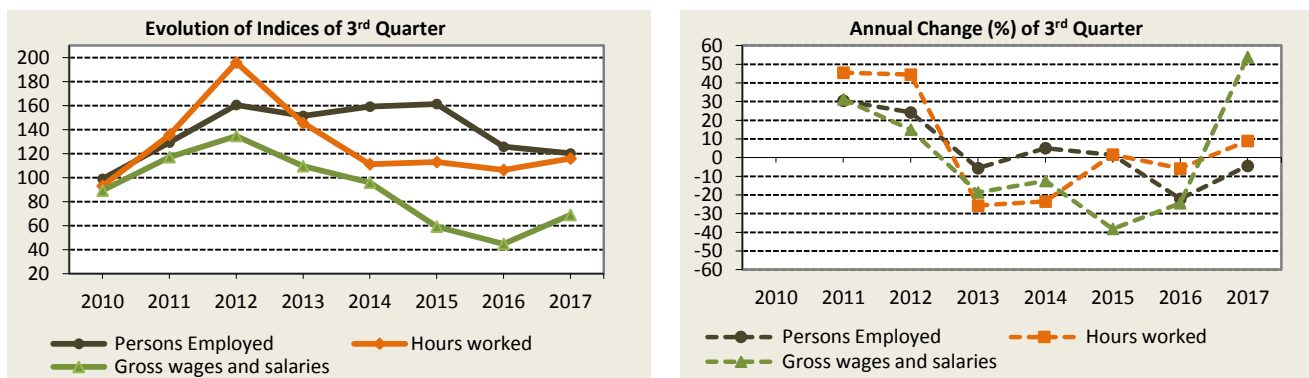 Evolution of Indices of 3rd Quarter
200
180
160
140
120
100
80
60
40
20
2010 2011 2012 2013 2014 2015 2016 2017
Persons Employed
Hours worked
Gross wages and salaries
Annual Change (%) of 3rd Quarter
60
50
40
30
20
10
0
-10
-20
-30
-40
-50
-60
2010 2011 2012 2013 2014 2015 2016 2017
Persons Employed
Hours worked
Gross wages and salaries